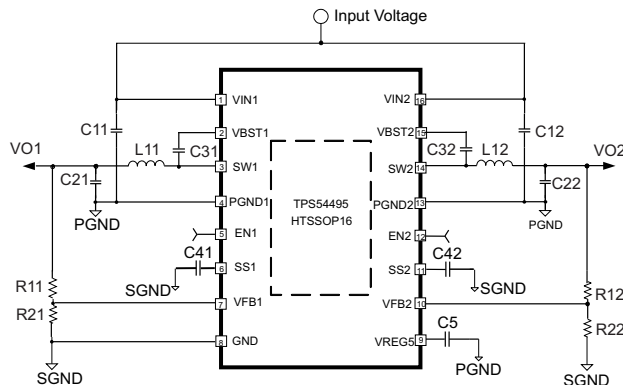 Input Voltage
1 VIN1
VIN2 16
C11
2 VBST1
VBST2 15
C12
VO1
L11
C31
C32
L12
VO2
3 SW1
SW2 14
C21
TPS54495
HTSSOP16
C22
4 PGND1
PGND2 13
PGND
PGND
5 EN1
EN2 12
C41
C42
6 SS1
SS2 11
R11
SGND
SGND
R12
7 VFB1
VFB2 10
R21
C5
R22
8 GND
VREG5 9
SGND
PGND
SGND